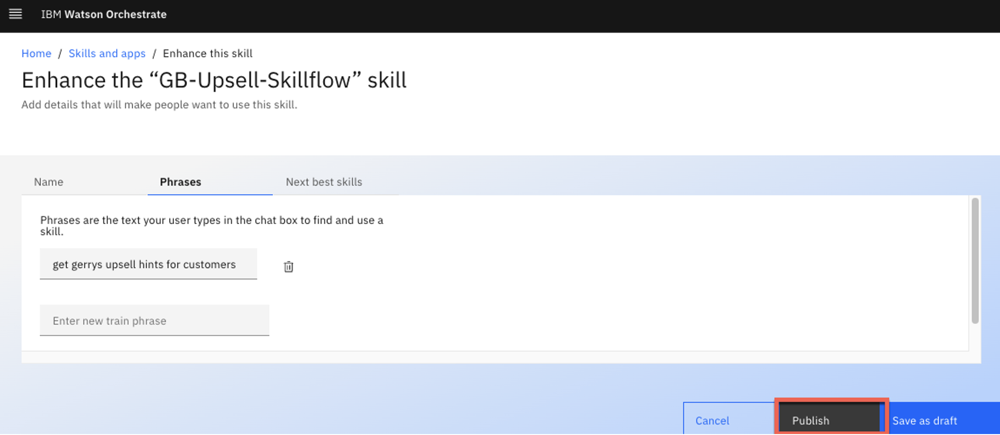 IBM Watson Orchestrate
Home / Skills and apps / Enhance this skill
Enhance the “GB-Upsell-Skillflow” skill
Add details that will make people want to use this skill.
Name Phrases Next best skills
Phrases are the text your user types in the chat box to find and use a
skill.
get gerrys upsell hints for customers
Enter new train phrase
Cancel Publish Save as draft